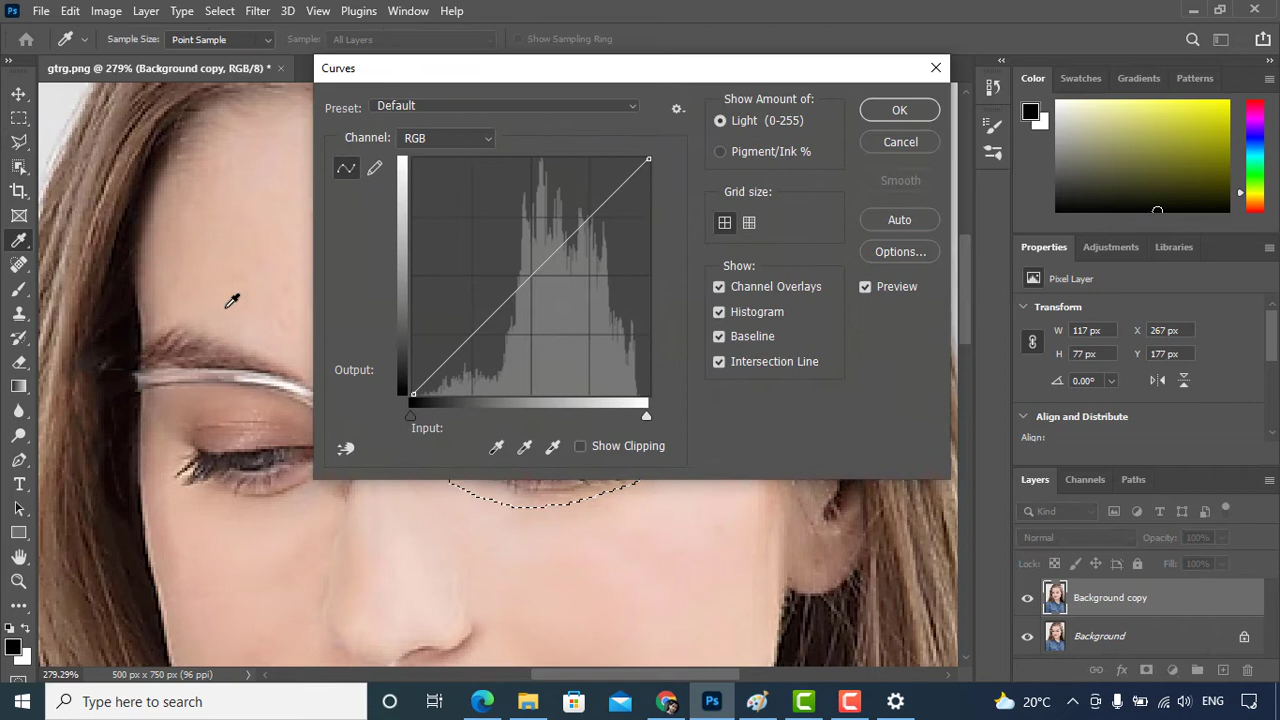 Ps File Edit Image Layer Type Select Filter 3D View Plugins Window Help
Sample Size: Point Sample Sample: All Layers Show Sampling Ring
gtrg.png @ 279% (Background copy, RGB/8) *
Curves
Preset: Default
Channel: RGB
Output:
Input:
Show Clipping
Show Amount of:
Light (0-255)
Pigment/Ink %
Grid size:
Show:
Channel Overlays
Histogram
Baseline
Intersection Line
OK
Cancel
Smooth
Auto
Options...
Preview
Color Swatches Gradients Patterns
Properties Adjustments Libraries
Pixel Layer
Transform
W 117 px X 267 px
H 77 px Y 177 px
0.00°
Align and Distribute
Align:
Layers Channels Paths
Kind
Normal Opacity: 100%
Lock: Fill: 100%
Background copy
Background
279.29% 500 px x 750 px (96 ppi)
Type here to search
Ps
20°C
ENG